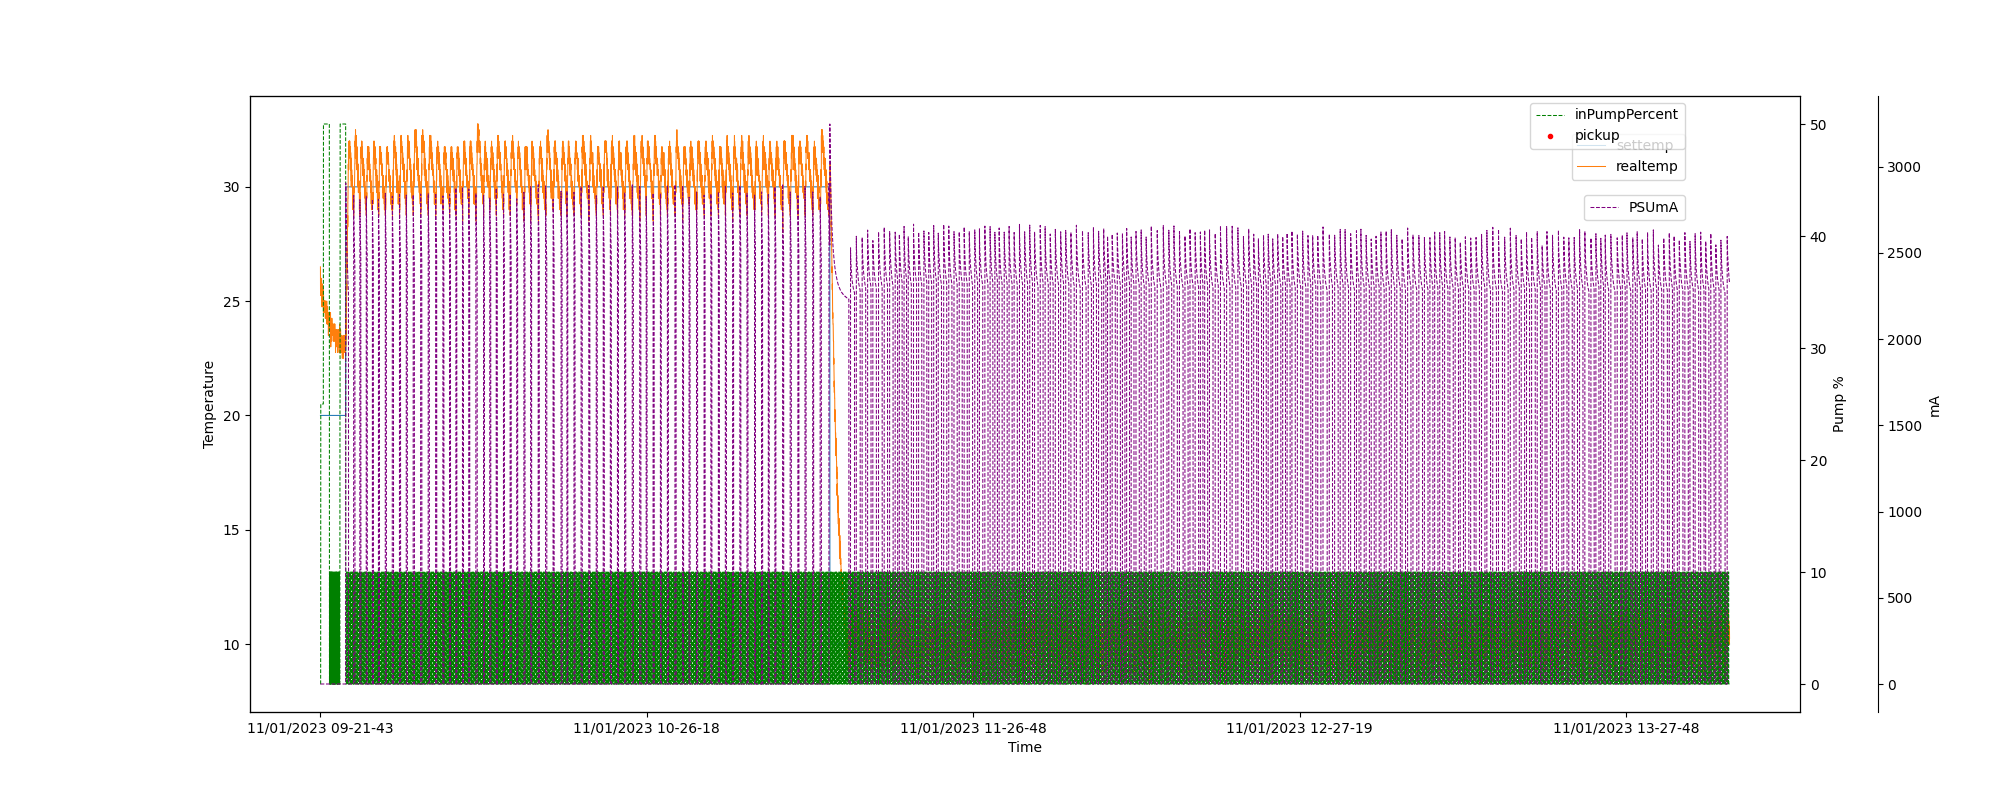 inPumpPercent
pickup
settemp
realtemp
PSUmA
30
25
20
15
10
Temperature
50
40
30
20
10
0
Pump %
3000
2500
2000
1500
1000
500
0
mA
11/01/2023 09-21-43
11/01/2023 10-26-18
11/01/2023 11-26-48
11/01/2023 12-27-19
11/01/2023 13-27-48
Time